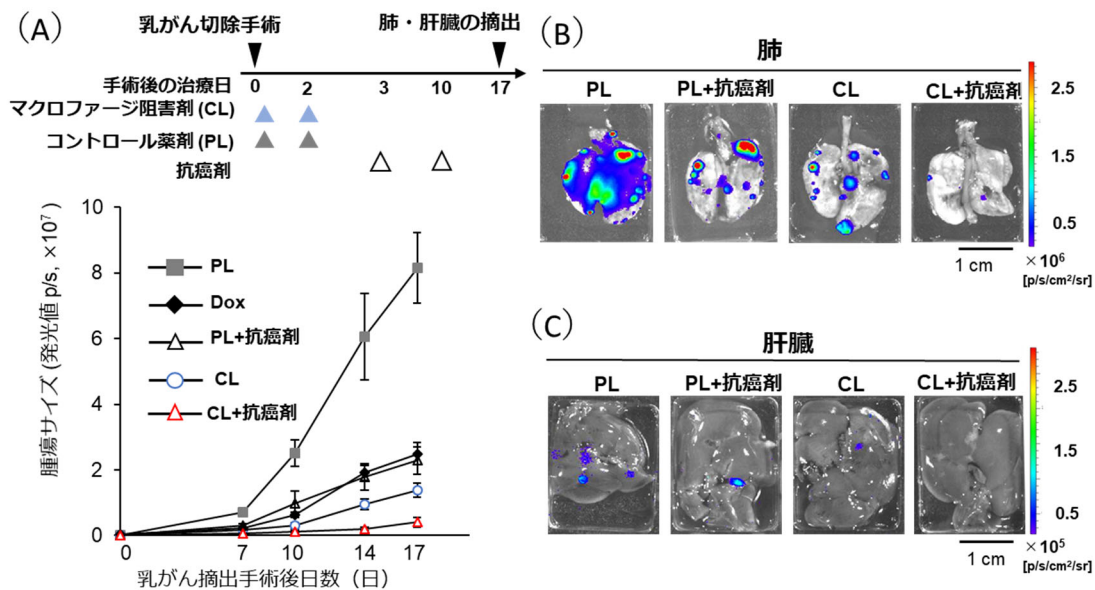 (A)
乳がん切除手術
肺・肝臓の摘出
手術後の治療日 0 2 3 10 17
マクロファージ阻害剤 (CL)
コントロール薬剤 (PL)
抗癌剤
腫瘍サイズ (発光値 p/s, ×10⁷)
10
8
6
4
2
0
PL
Dox
PL+抗癌剤
CL
CL+抗癌剤
0 7 10 14 17
乳がん摘出手術後日数（日）
(B)
肺
PL PL+抗癌剤 CL CL+抗癌剤
2.5
1.5
0.5
×10⁶
[p/s/cm²/sr]
1 cm
(C)
肝臓
PL PL+抗癌剤 CL CL+抗癌剤
2.5
1.5
0.5
×10⁵
[p/s/cm²/sr]
1 cm